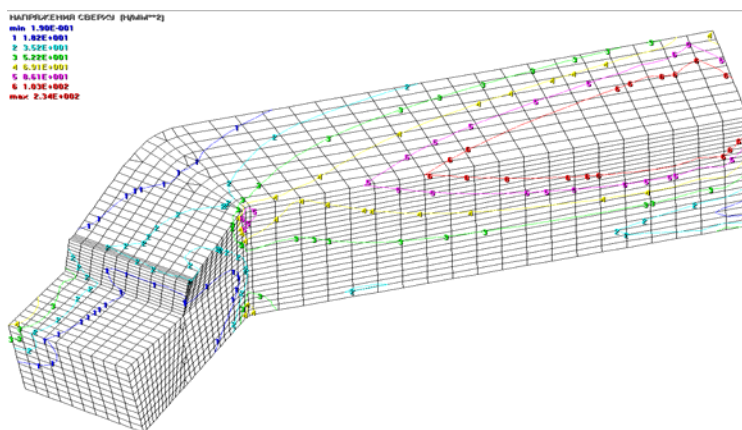 НАПРЯЖЕНИЯ СВЕРХУ (Н/ММ**2)
min 1.90E-001
1 1.82E+001
2 3.52E+001
3 5.22E+001
4 6.91E+001
5 8.61E+001
6 1.03E+002
max 2.34E+002